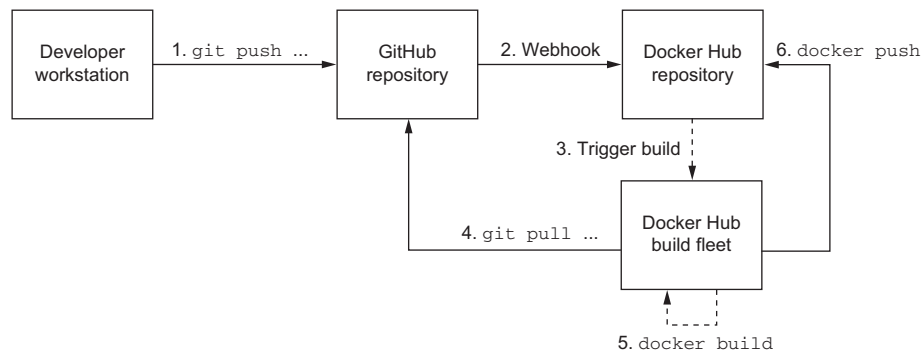 Developer
workstation
1. git push ...
GitHub
repository
2. Webhook
Docker Hub
repository
6. docker push
3. Trigger build
4. git pull ...
Docker Hub
build fleet
5. docker build